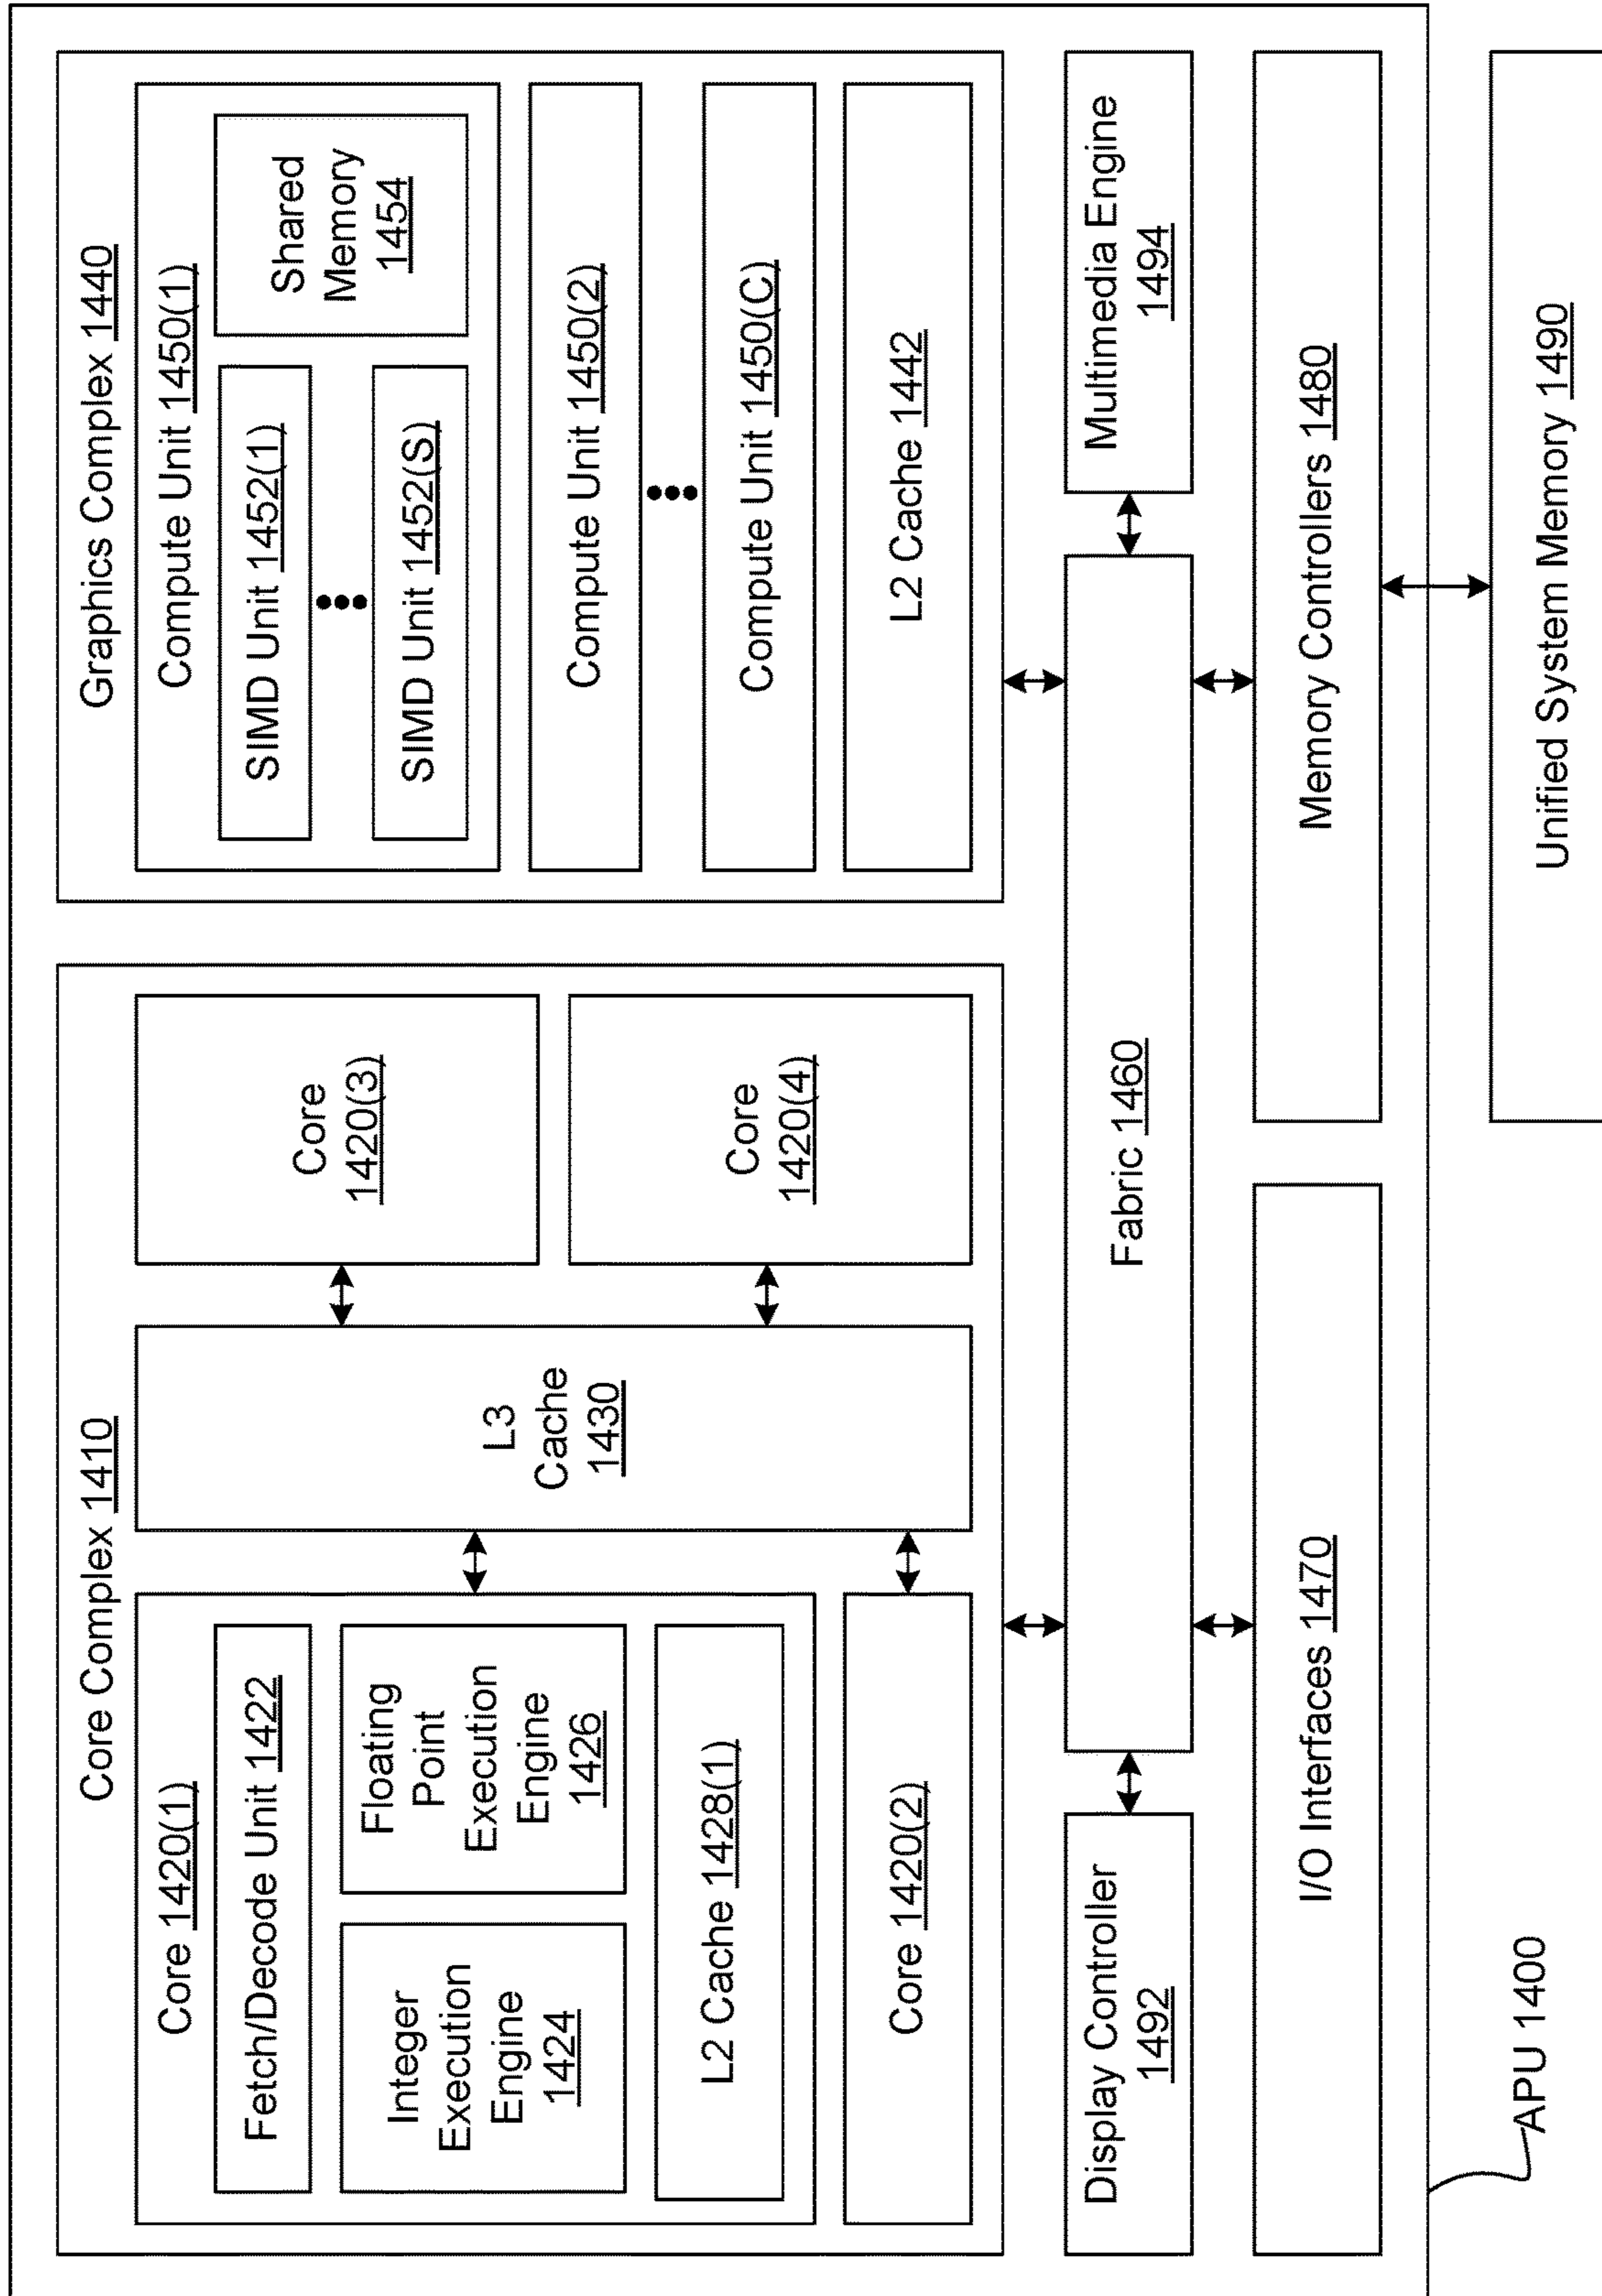 Core Complex 1410
Core 1420(1)
Fetch/Decode Unit 1422
Integer
Execution
Engine
1424
Floating
Point
Execution
Engine
1426
L2 Cache 1428(1)
Core 1420(2)
L3
Cache
1430
Core
1420(3)
Core
1420(4)
Graphics Complex 1440
Compute Unit 1450(1)
SIMD Unit 1452(1)
SIMD Unit 1452(S)
Shared
Memory
1454
Compute Unit 1450(2)
Compute Unit 1450(C)
L2 Cache 1442
Display Controller
1492
Fabric 1460
Multimedia Engine
1494
I/O Interfaces 1470
Memory Controllers 1480
APU 1400
Unified System Memory 1490